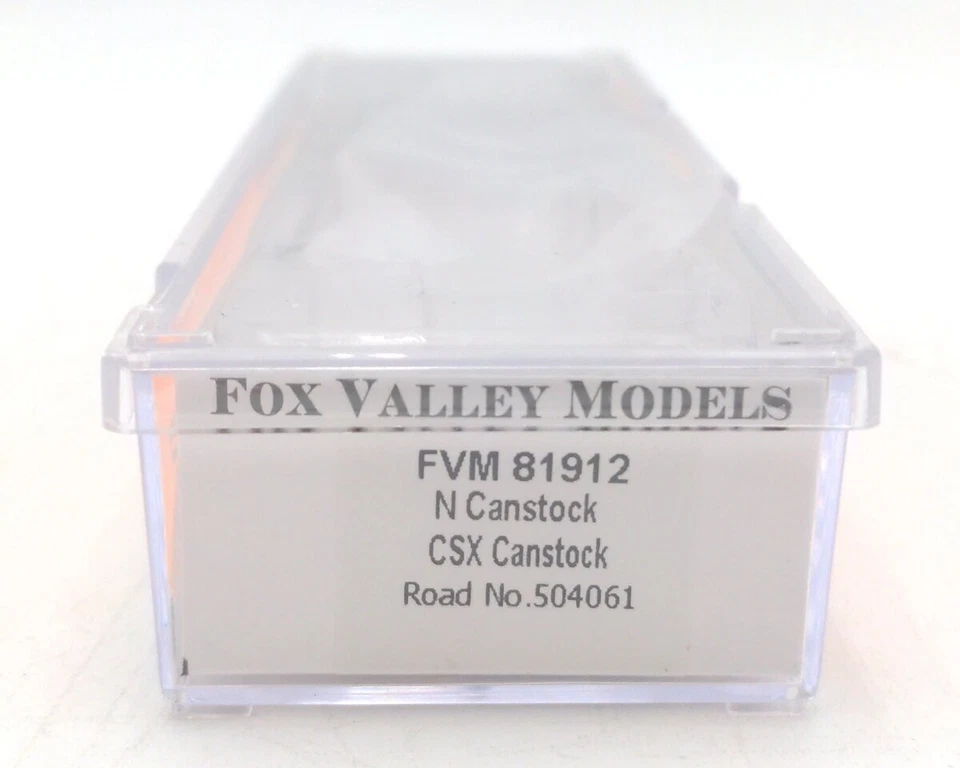 FOX VALLEY MODELS
FVM 81912
N Canstock
CSX Canstock
Road No.504061